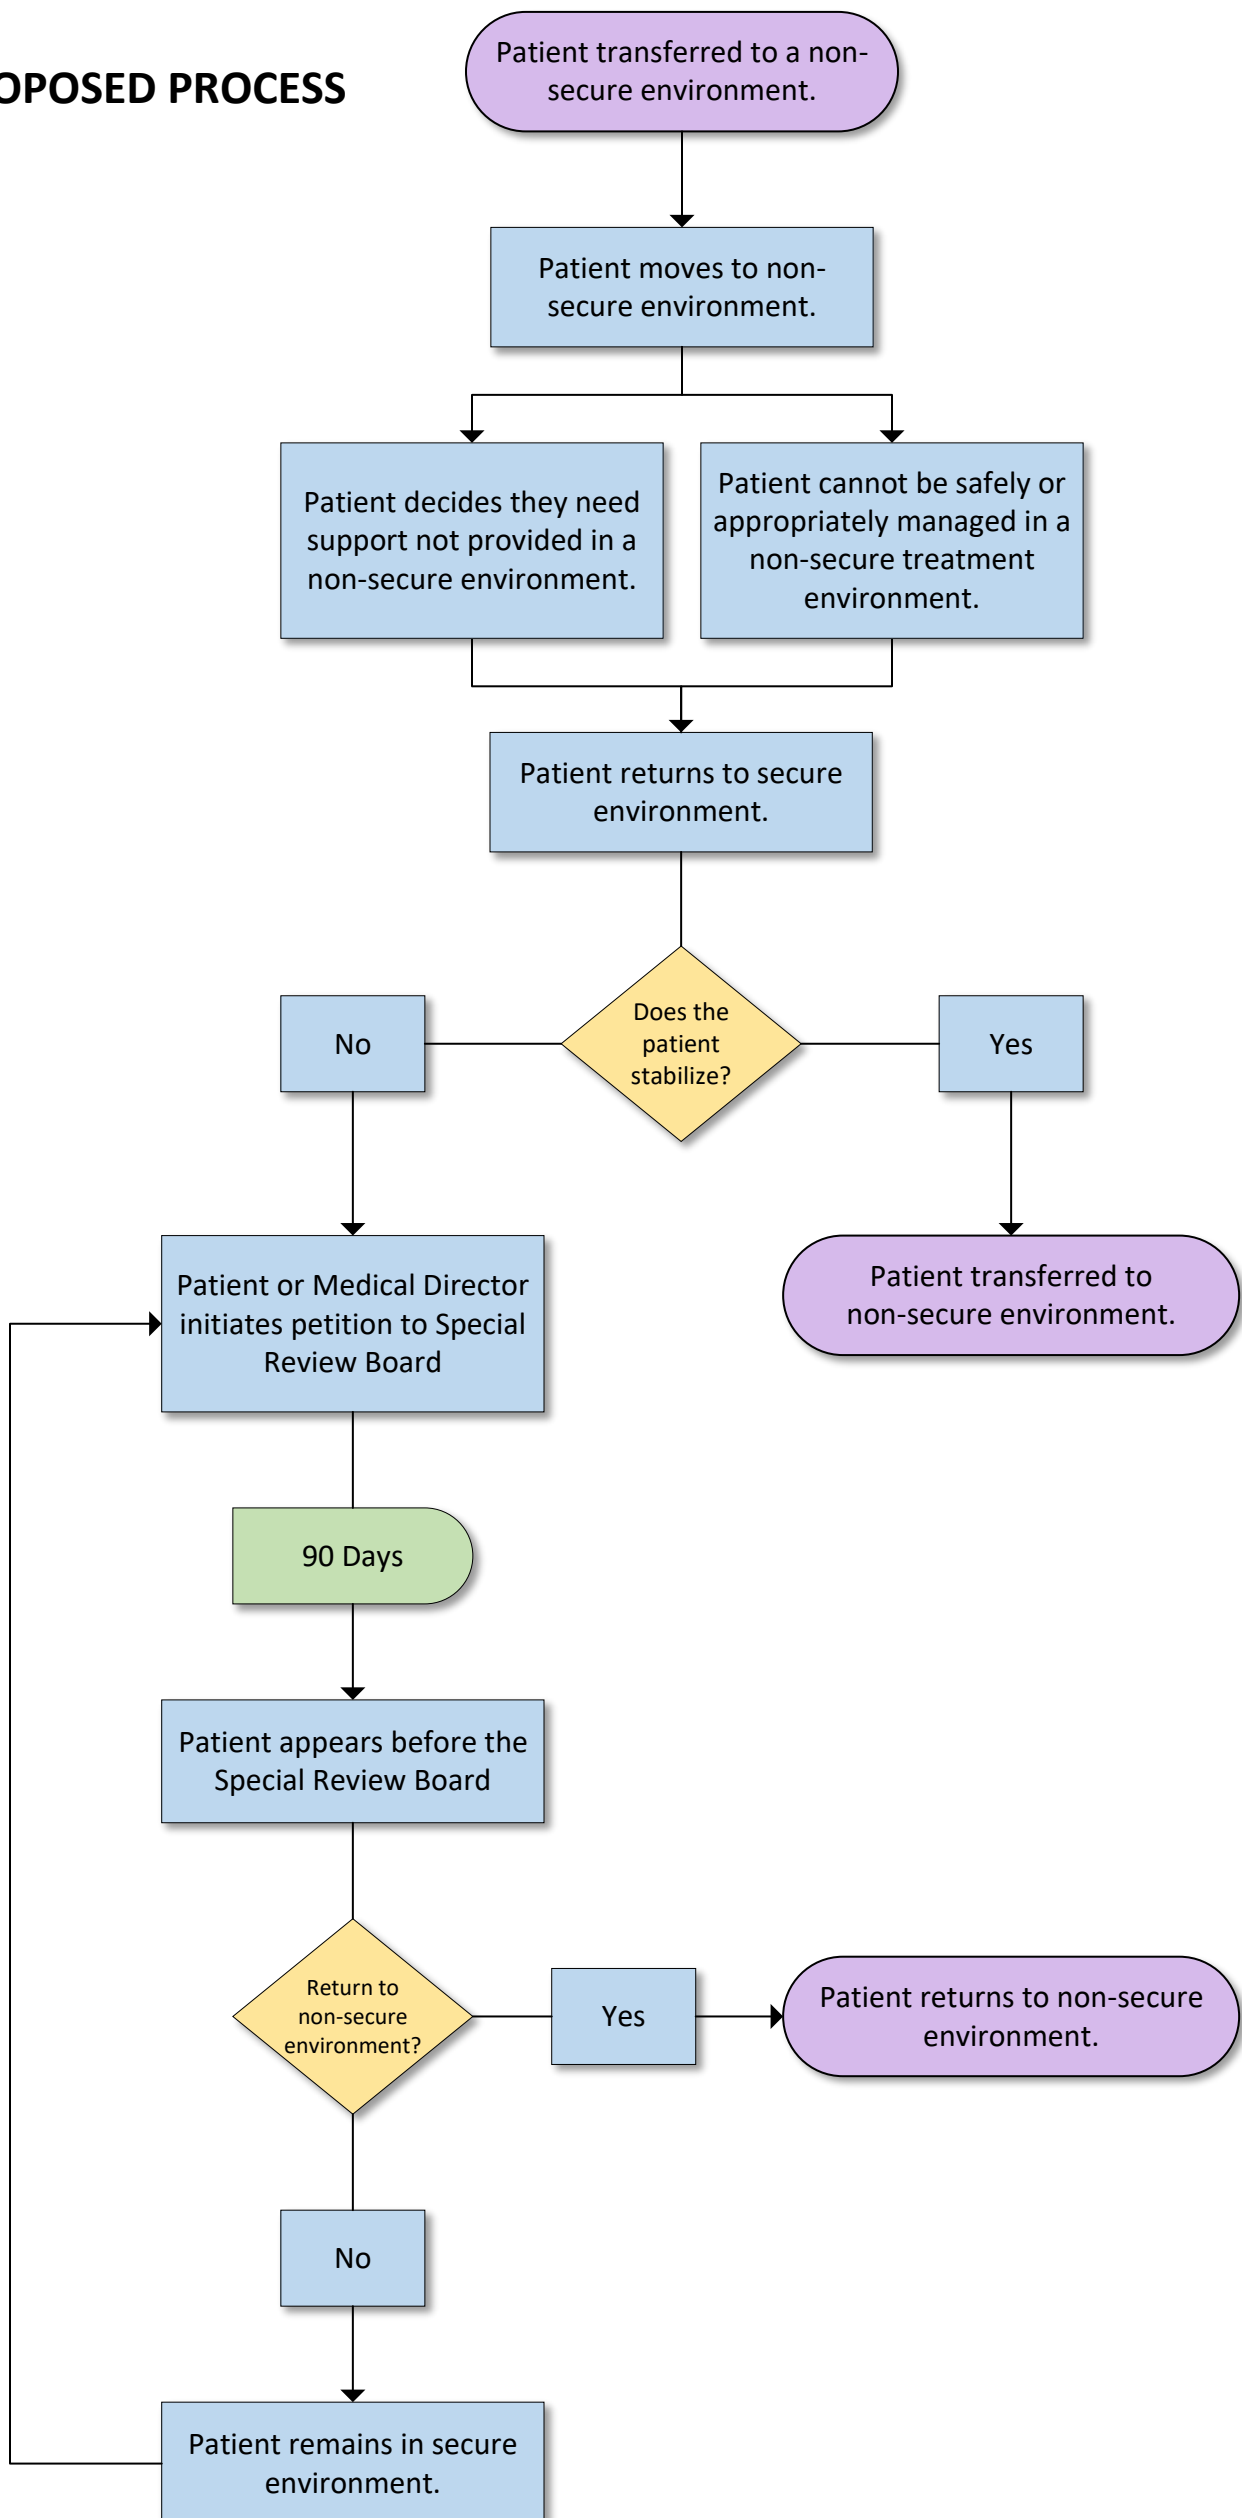 OPOSED PROCESS
Patient transferred to a non-
secure environment.
Patient moves to non-
secure environment.
Patient decides they need
support not provided in a
non-secure environment.
Patient cannot be safely or
appropriately managed in a
non-secure treatment
environment.
Patient returns to secure
environment.
Does the
patient
stabilize?
No
Yes
Patient or Medical Director
initiates petition to Special
Review Board
Patient transferred to
non-secure environment.
90 Days
Patient appears before the
Special Review Board
Return to
non-secure
environment?
Yes
Patient returns to non-secure
environment.
No
Patient remains in secure
environment.